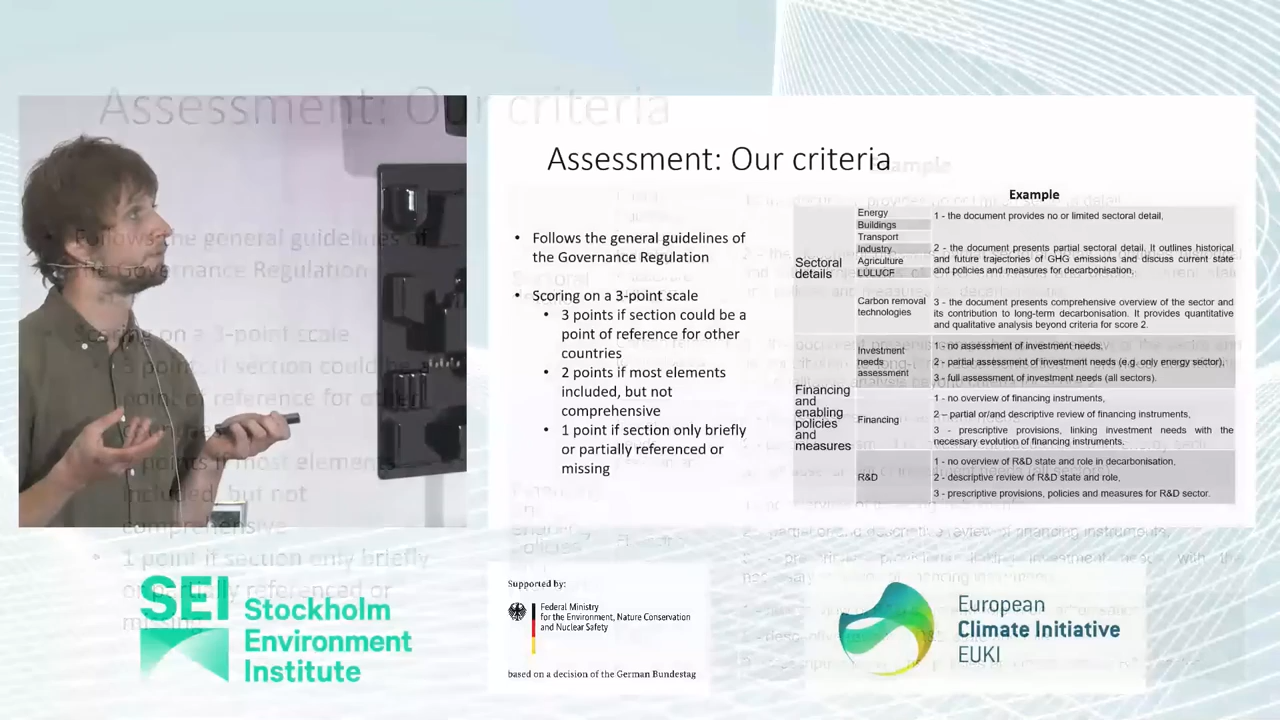 Assessment: Our criteria
Follows the general guidelines of
the Governance Regulation
Scoring on a 3-point scale
3 points if section could be a
point of reference for other
countries
2 points if most elements
included, but not
comprehensive
1 point if section only briefly
or partially referenced or
missing
Example
Sectoral
details
Energy
Buildings
Transport
Industry
Agriculture
LULUCF
1 - the document provides no or limited sectoral detail,
2 - the document presents partial sectoral detail. It outlines historical
and future trajectories of GHG emissions and discuss current state
and policies and measures for decarbonisation,
Carbon removal
technologies
3 - the document presents comprehensive overview of the sector and
its contribution to long-term decarbonisation. It provides quantitative
and qualitative analysis beyond criteria for score 2.
Financing
and
enabling
policies
and
measures
Investment
needs
assessment
1 - no assessment of investment needs,
2 - partial assessment of investment needs (e.g. only energy sector),
3 - full assessment of investment needs (all sectors).
Financing
1 - no overview of financing instruments,
2 – partial or/and descriptive review of financing instruments,
3 - prescriptive provisions, linking investment needs with the
necessary evolution of financing instruments.
R&D
1 - no overview of R&D state and role in decarbonisation,
2 - descriptive review of R&D state and role,
3 - prescriptive provisions, policies and measures for R&D sector.
SEI Stockholm
Environment
Institute
Supported by:
Federal Ministry
for the Environment, Nature Conservation
and Nuclear Safety
based on a decision of the German Bundestag
European
Climate Initiative
EUKI